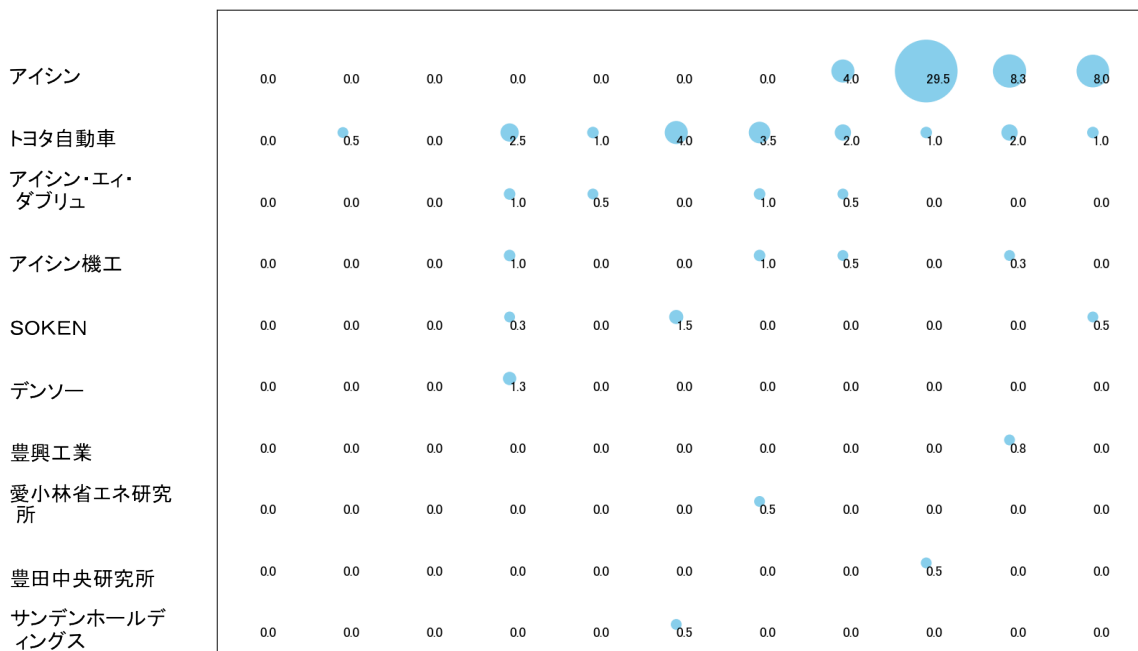 アイシン 0.0 0.0 0.0 0.0 0.0 0.0 0.0 4.0 29.5 8.3 8.0
トヨタ自動車 0.0 0.5 0.0 2.5 1.0 4.0 3.5 2.0 1.0 2.0 1.0
アイシン・エィ・
ダブリュ 0.0 0.0 0.0 1.0 0.5 0.0 1.0 0.5 0.0 0.0 0.0
アイシン機工 0.0 0.0 0.0 1.0 0.0 0.0 1.0 0.5 0.0 0.3 0.0
SOKEN 0.0 0.0 0.0 0.3 0.0 1.5 0.0 0.0 0.0 0.0 0.5
デンソー 0.0 0.0 0.0 1.3 0.0 0.0 0.0 0.0 0.0 0.0 0.0
豊興工業 0.0 0.0 0.0 0.0 0.0 0.0 0.0 0.0 0.0 0.8 0.0
愛小林省エネ研究
所 0.0 0.0 0.0 0.0 0.0 0.0 0.5 0.0 0.0 0.0 0.0
豊田中央研究所 0.0 0.0 0.0 0.0 0.0 0.0 0.0 0.0 0.5 0.0 0.0
サンデンホールデ
ィングス 0.0 0.0 0.0 0.0 0.0 0.5 0.0 0.0 0.0 0.0 0.0